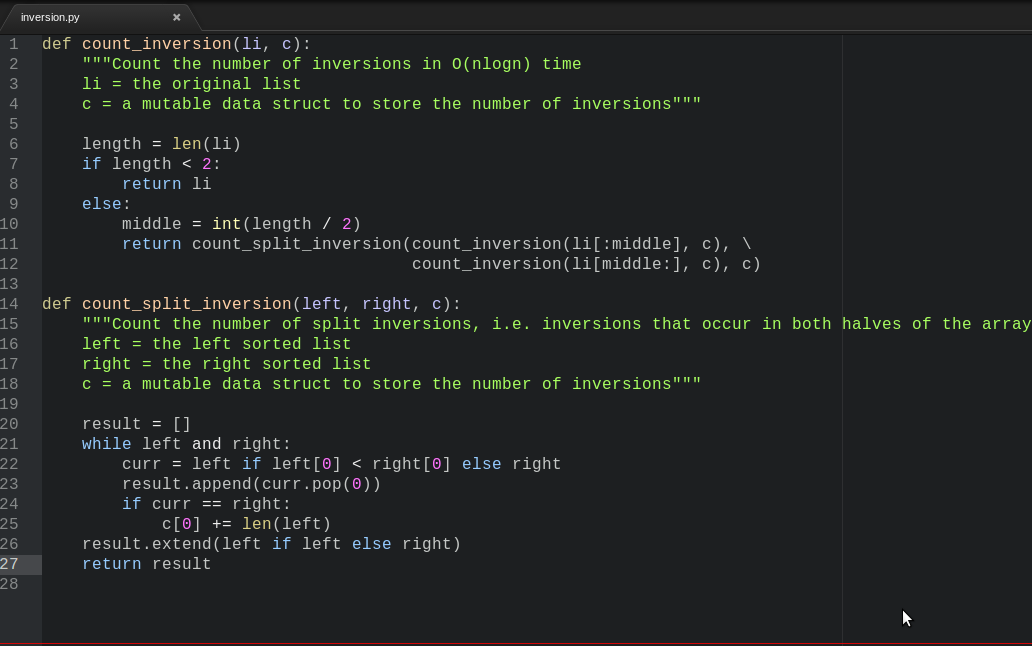 inversion.py
1 def count_inversion(li, c):
2     """Count the number of inversions in O(nlogn) time
3     li = the original list
4     c = a mutable data struct to store the number of inversions"""
5
6     length = len(li)
7     if length < 2:
8         return li
9     else:
10         middle = int(length / 2)
11         return count_split_inversion(count_inversion(li[:middle], c), \
12                                      count_inversion(li[middle:], c), c)
13
14 def count_split_inversion(left, right, c):
15     """Count the number of split inversions, i.e. inversions that occur in both halves of the array
16     left = the left sorted list
17     right = the right sorted list
18     c = a mutable data struct to store the number of inversions"""
19
20     result = []
21     while left and right:
22         curr = left if left[0] < right[0] else right
23         result.append(curr.pop(0))
24         if curr == right:
25             c[0] += len(left)
26     result.extend(left if left else right)
27     return result
28